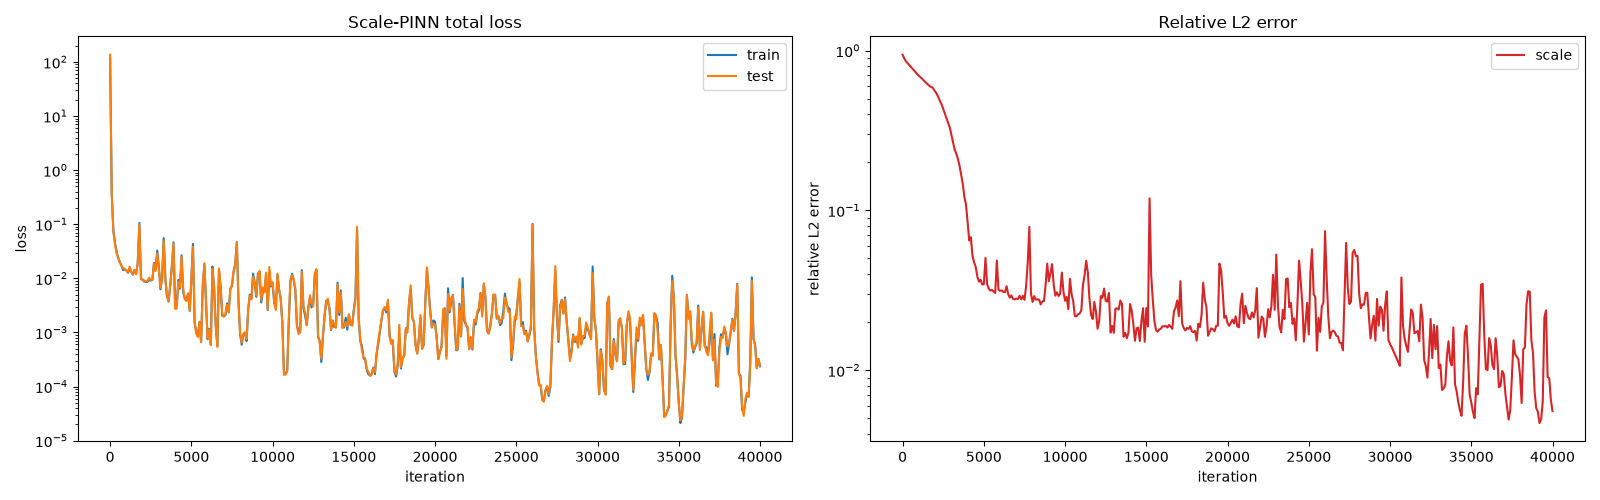 Scale-PINN total loss
loss
10^2
10^1
10^0
10^-1
10^-2
10^-3
10^-4
10^-5
train
test
0 5000 10000 15000 20000 25000 30000 35000 40000
iteration
Relative L2 error
relative L2 error
10^0
10^-1
10^-2
scale
0 5000 10000 15000 20000 25000 30000 35000 40000
iteration